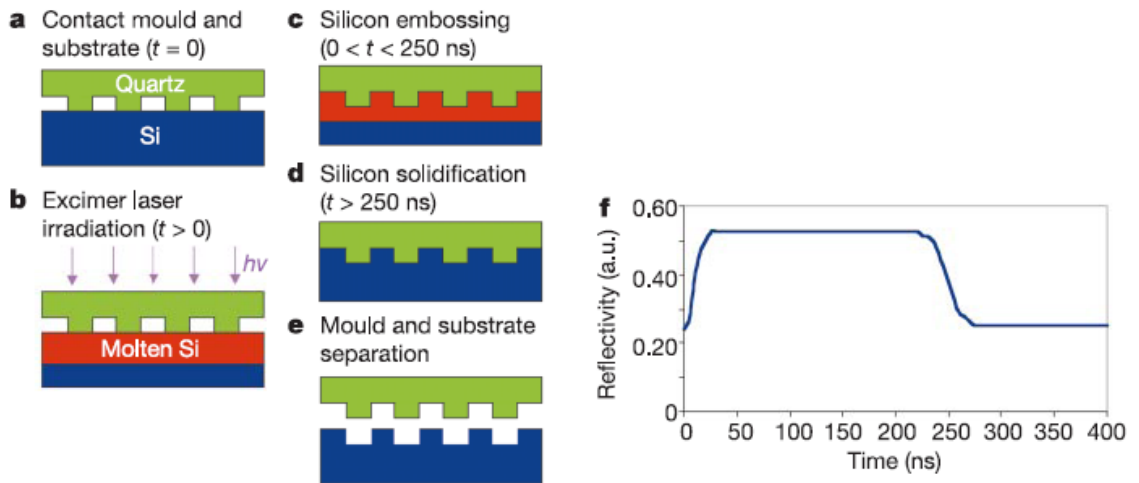 a Contact mould and
substrate (t = 0)
Quartz
Si
b Excimer laser
irradiation (t > 0)
hν
Molten Si
c Silicon embossing
(0 < t < 250 ns)
d Silicon solidification
(t > 250 ns)
e Mould and substrate
separation
f
Reflectivity (a.u.)
0.60
0.40
0.20
0
0 50 100 150 200 250 300 350 400
Time (ns)